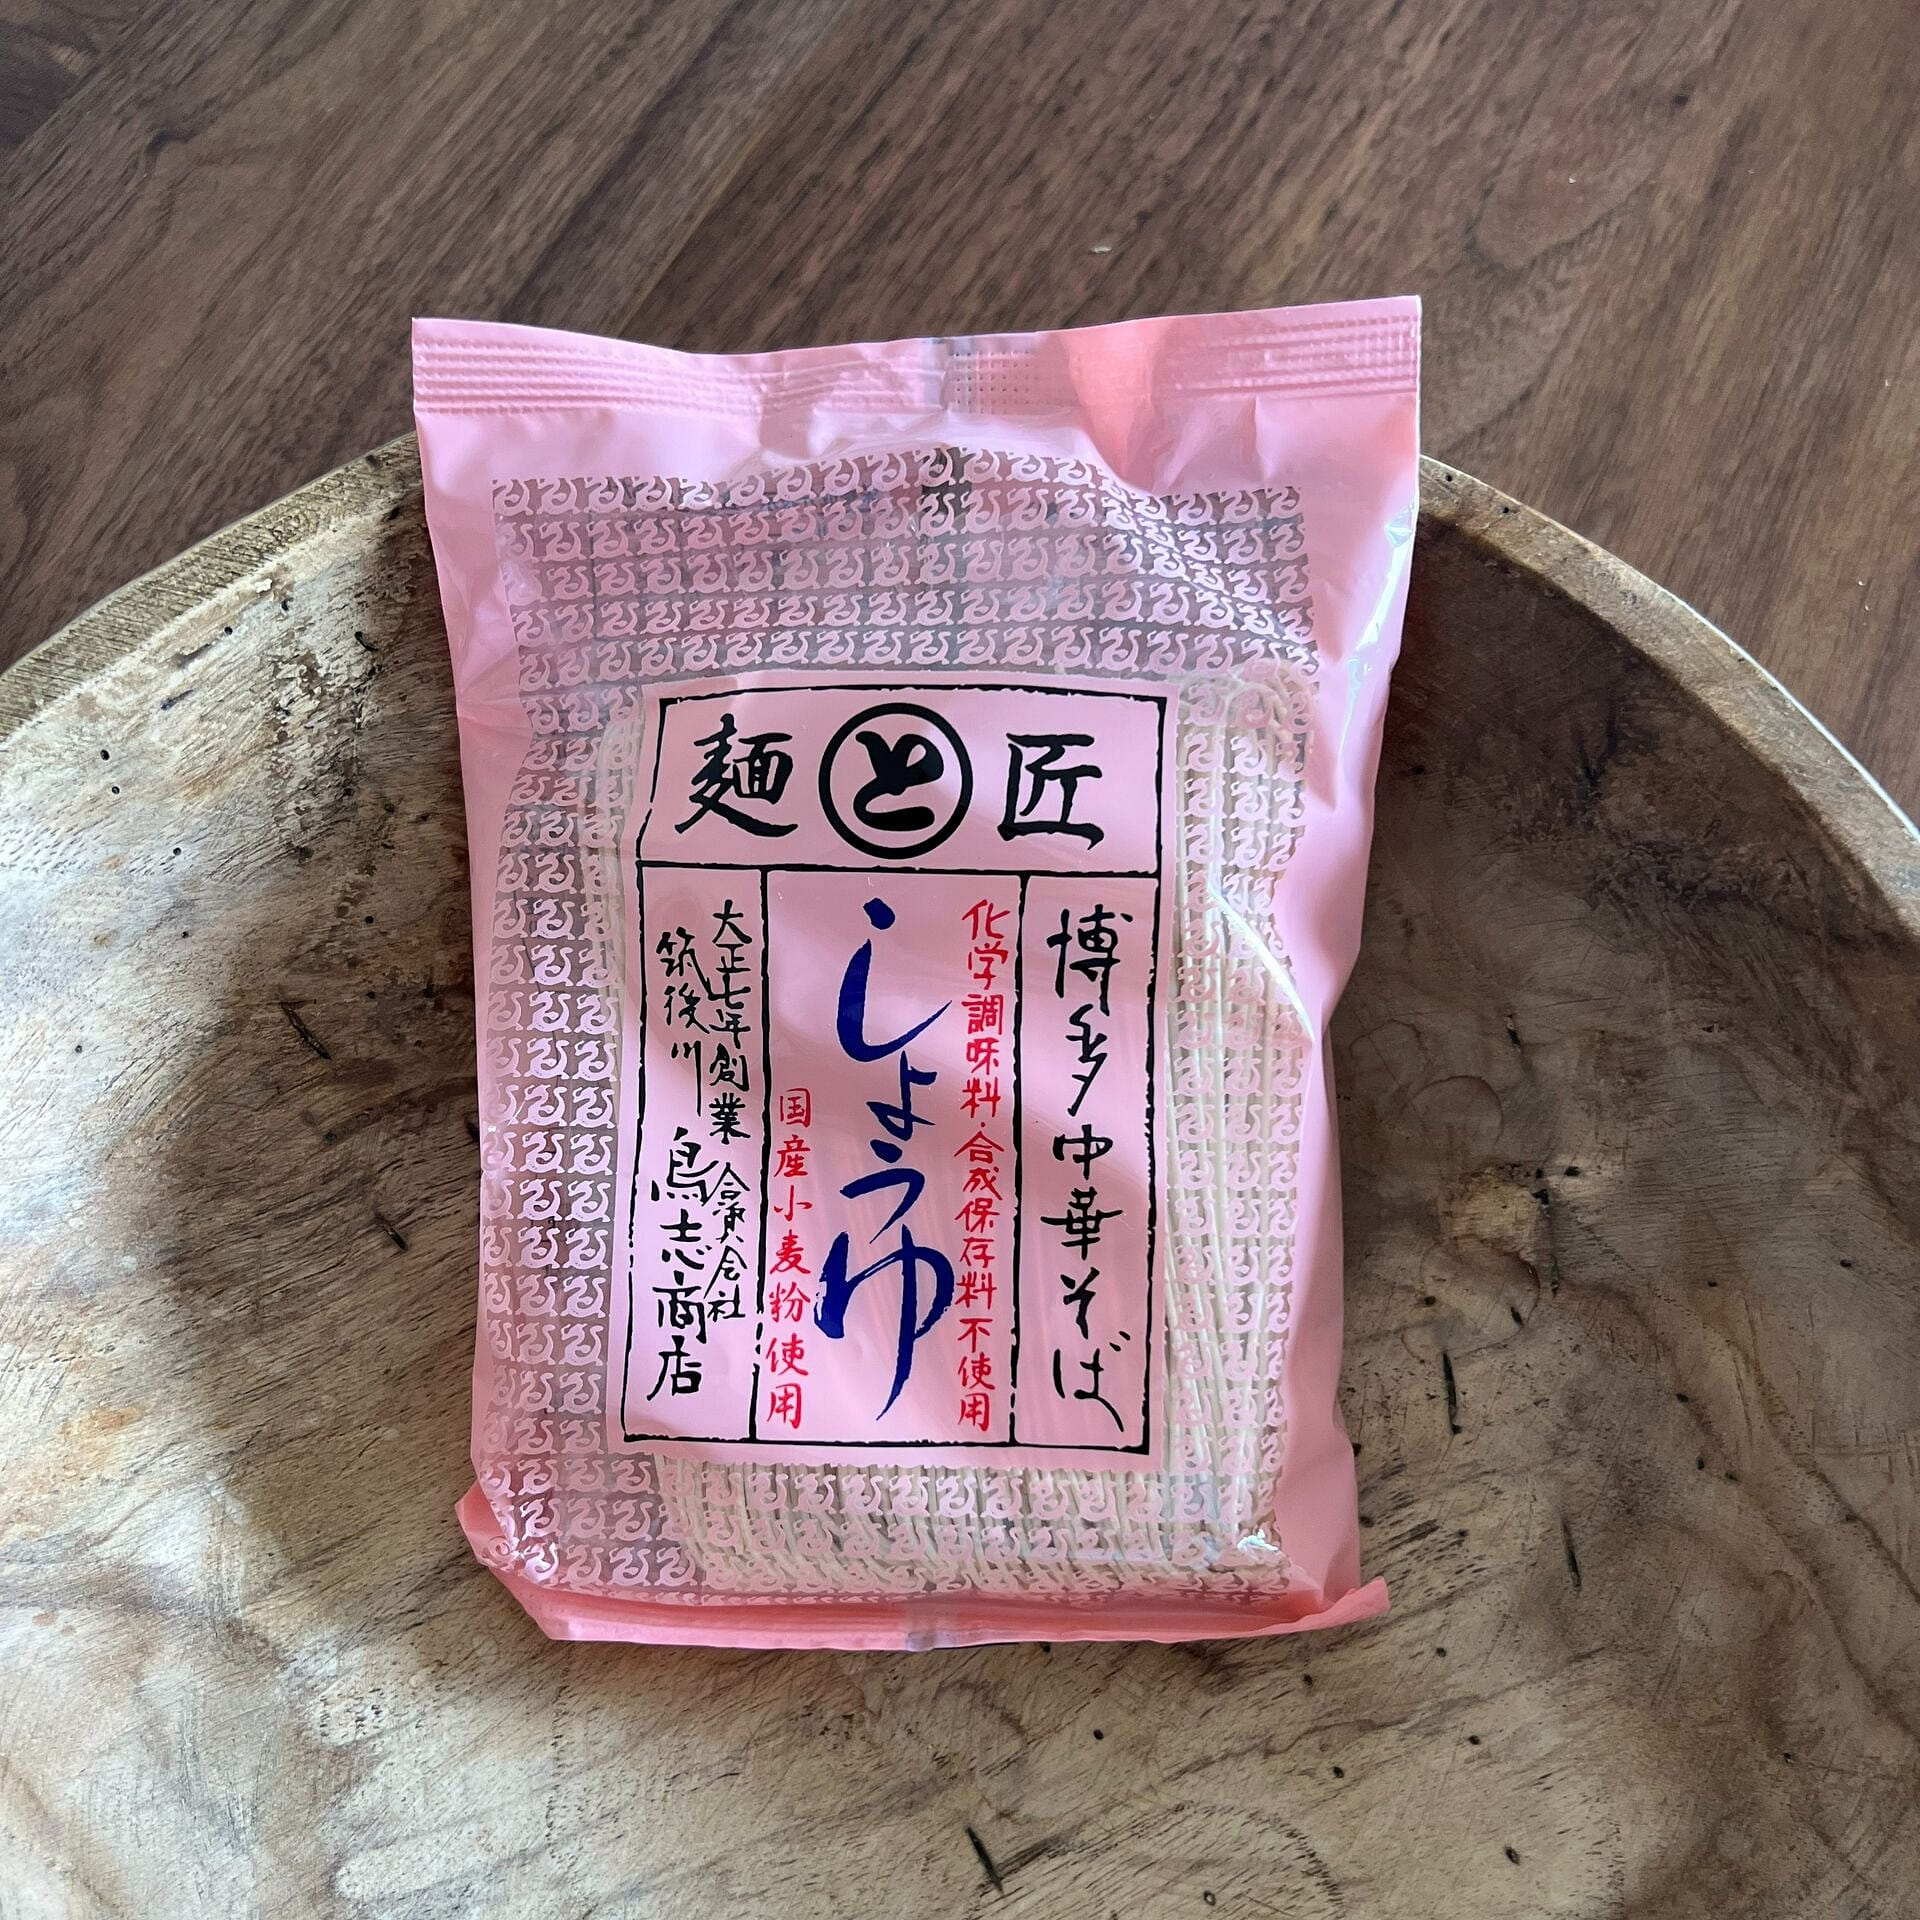 麺 と 匠
博多中華そば
化学調味料・合成保存料不使用
しょうゆ
国産小麦粉使用
大正七年創業 合資会社
筑後川 鳥志商店